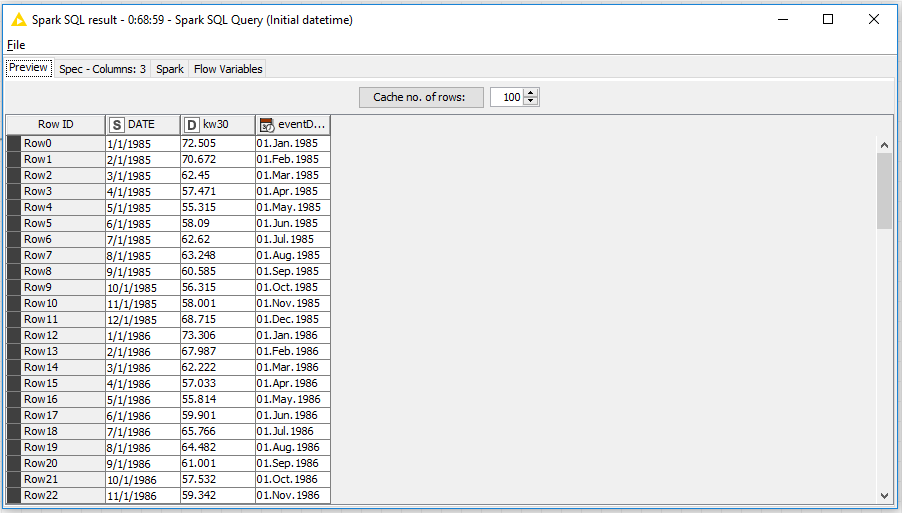 Spark SQL result - 0:68:59 - Spark SQL Query (Initial datetime)
File
Preview Spec - Columns: 3 Spark Flow Variables
Cache no. of rows: 100
Row ID S DATE D kw30 eventD...
Row0 1/1/1985 72.505 01.Jan.1985
Row1 2/1/1985 70.672 01.Feb.1985
Row2 3/1/1985 62.45 01.Mar.1985
Row3 4/1/1985 57.471 01.Apr.1985
Row4 5/1/1985 55.315 01.May.1985
Row5 6/1/1985 58.09 01.Jun.1985
Row6 7/1/1985 62.62 01.Jul.1985
Row7 8/1/1985 63.248 01.Aug.1985
Row8 9/1/1985 60.585 01.Sep.1985
Row9 10/1/1985 56.315 01.Oct.1985
Row10 11/1/1985 58.001 01.Nov.1985
Row11 12/1/1985 68.715 01.Dec.1985
Row12 1/1/1986 73.306 01.Jan.1986
Row13 2/1/1986 67.987 01.Feb.1986
Row14 3/1/1986 62.222 01.Mar.1986
Row15 4/1/1986 57.033 01.Apr.1986
Row16 5/1/1986 55.814 01.May.1986
Row17 6/1/1986 59.901 01.Jun.1986
Row18 7/1/1986 65.766 01.Jul.1986
Row19 8/1/1986 64.482 01.Aug.1986
Row20 9/1/1986 61.001 01.Sep.1986
Row21 10/1/1986 57.532 01.Oct.1986
Row22 11/1/1986 59.342 01.Nov.1986